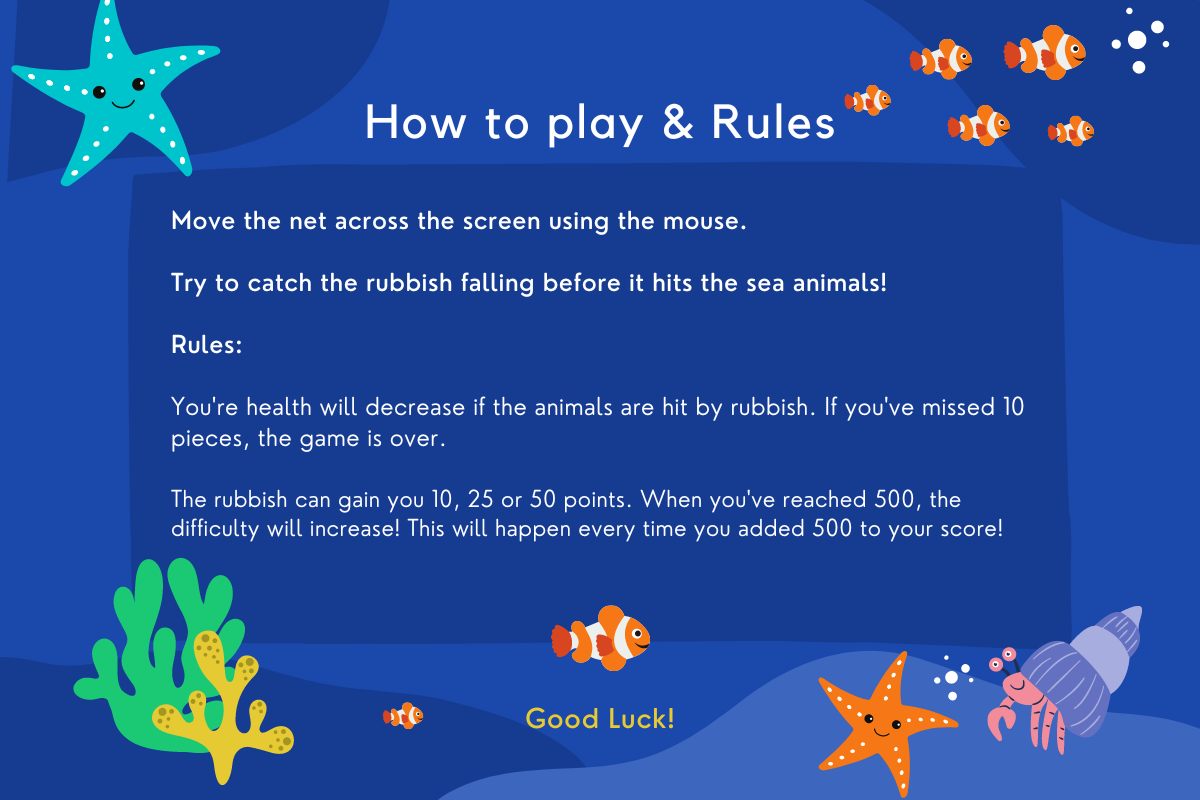 How to play & Rules
Move the net across the screen using the mouse.
Try to catch the rubbish falling before it hits the sea animals!
Rules:
You're health will decrease if the animals are hit by rubbish. If you've missed 10
pieces, the game is over.
The rubbish can gain you 10, 25 or 50 points. When you've reached 500, the
difficulty will increase! This will happen every time you added 500 to your score!
Good Luck!